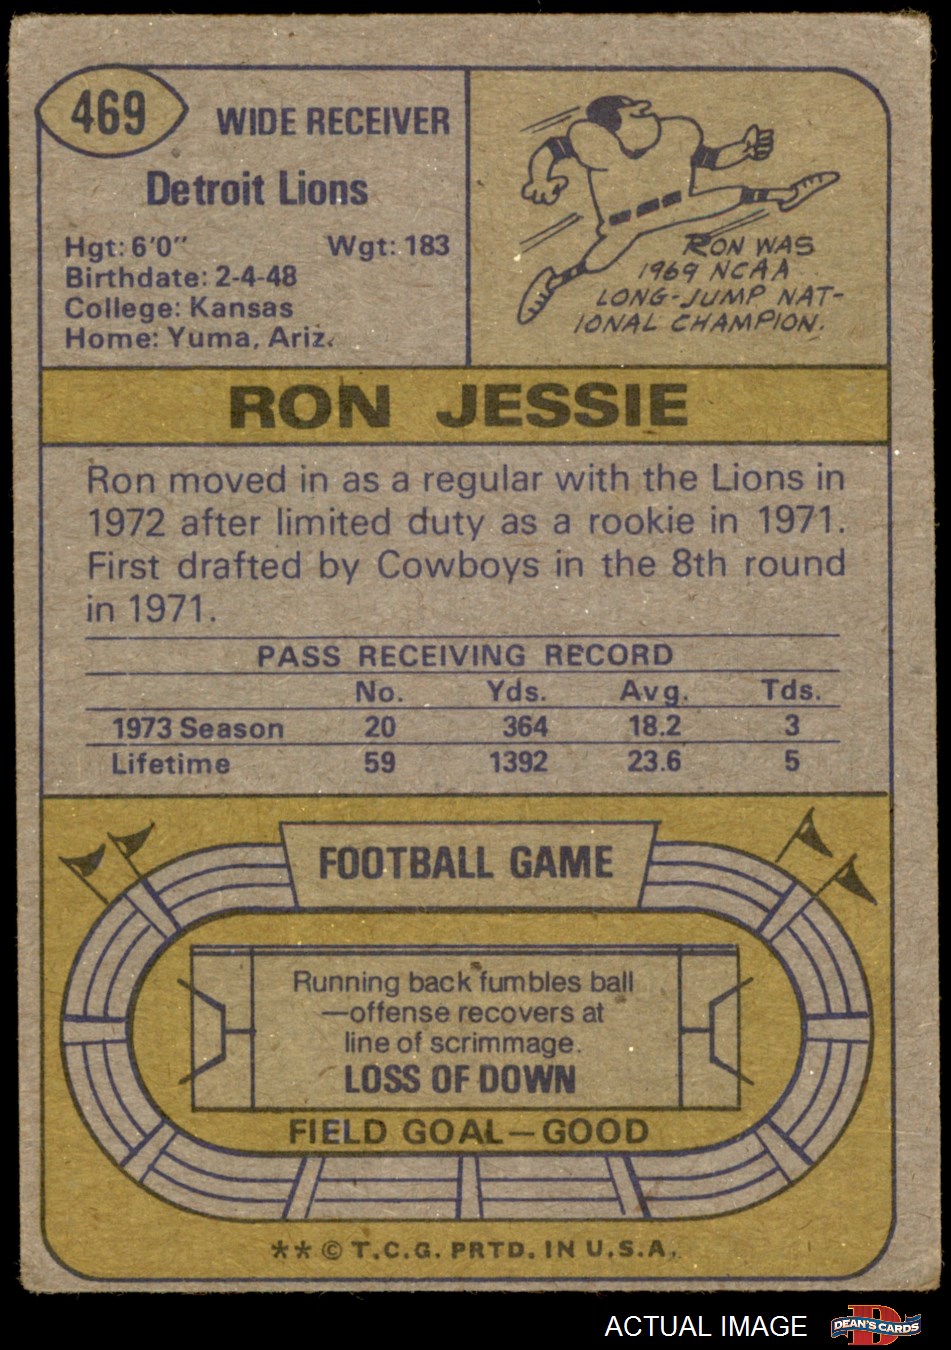 469
WIDE RECEIVER
Detroit Lions
Hgt: 6'0" Wgt: 183
Birthdate: 2-4-48
College: Kansas
Home: Yuma, Ariz.
RON WAS
1969 NCAA
LONG-JUMP NAT-
IONAL CHAMPION.
RON JESSIE
Ron moved in as a regular with the Lions in
1972 after limited duty as a rookie in 1971.
First drafted by Cowboys in the 8th round
in 1971.
PASS RECEIVING RECORD
No. Yds. Avg. Tds.
1973 Season 20 364 18.2 3
Lifetime 59 1392 23.6 5
FOOTBALL GAME
Running back fumbles ball
—offense recovers at
line of scrimmage.
LOSS OF DOWN
FIELD GOAL—GOOD
** © T.C.G. PRTD. IN U.S.A.
ACTUAL IMAGE
D
DEAN'S CARDS